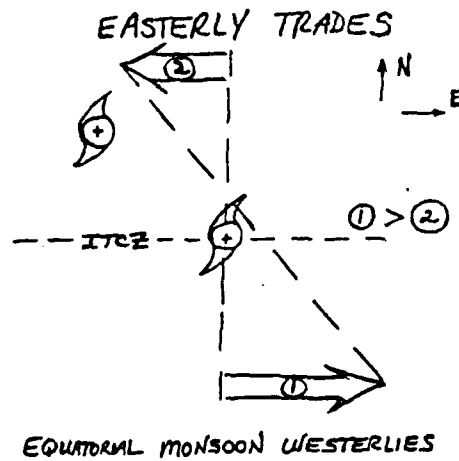 EASTERLY TRADES
②
N
E
+
① > ②
ITCZ
+
①
EQUATORIAL MONSOON WESTERLIES